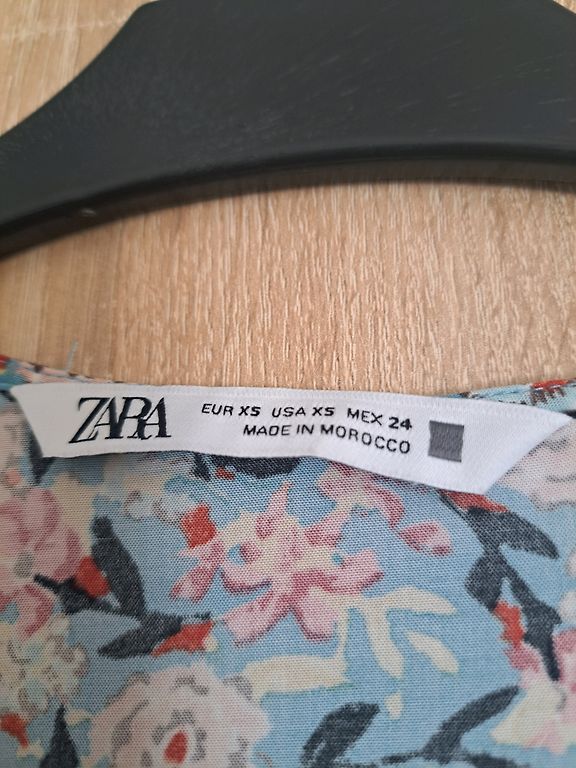 ZARA
EUR XS USA XS MEX 24
MADE IN MOROCCO